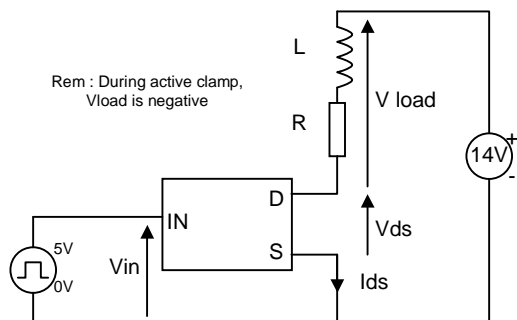 L
Rem : During active clamp,
Vload is negative
V load
R
14V
+
-
D
IN
Vds
5V
0V
Vin
S
Ids